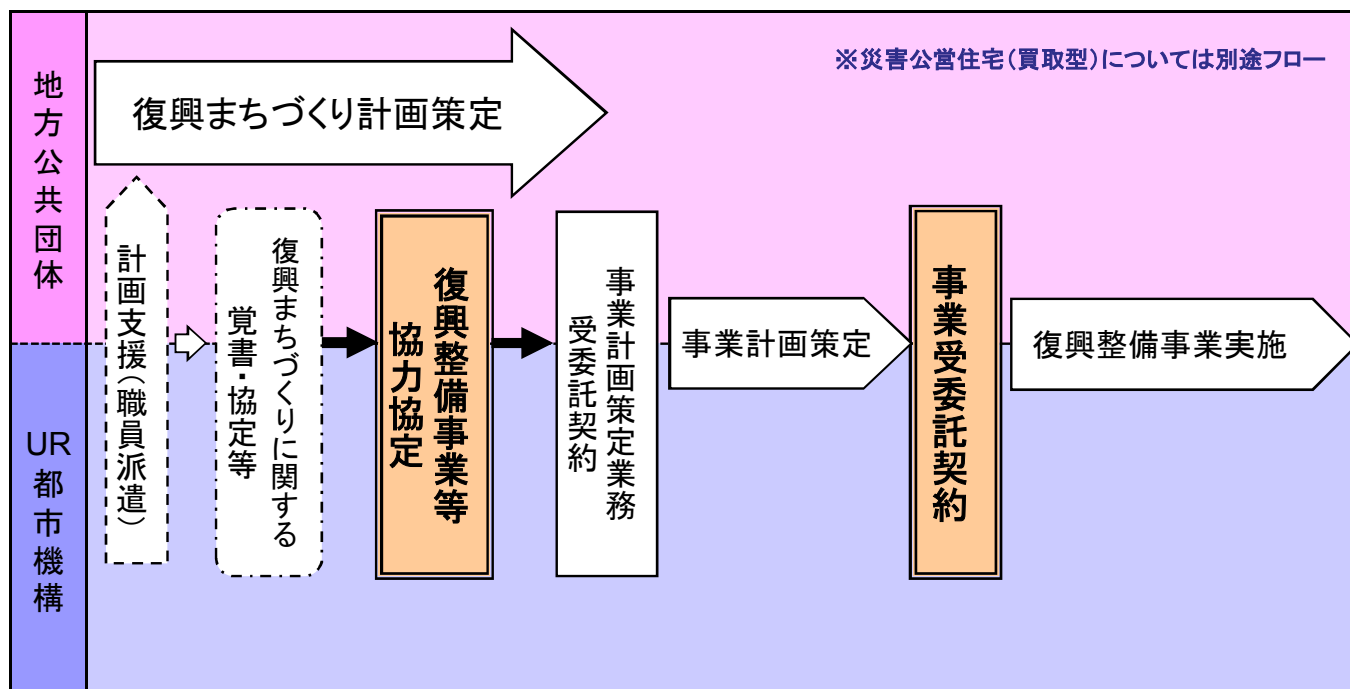 ※災害公営住宅(買取型)については別途フロー
地方公共団体
復興まちづくり計画策定
計画支援(職員派遣)
復興まちづくりに関する
覚書・協定等
復興整備事業等
協力協定
事業計画策定業務
受委託契約
事業計画策定
事業受委託契約
復興整備事業実施
UR
都市機構